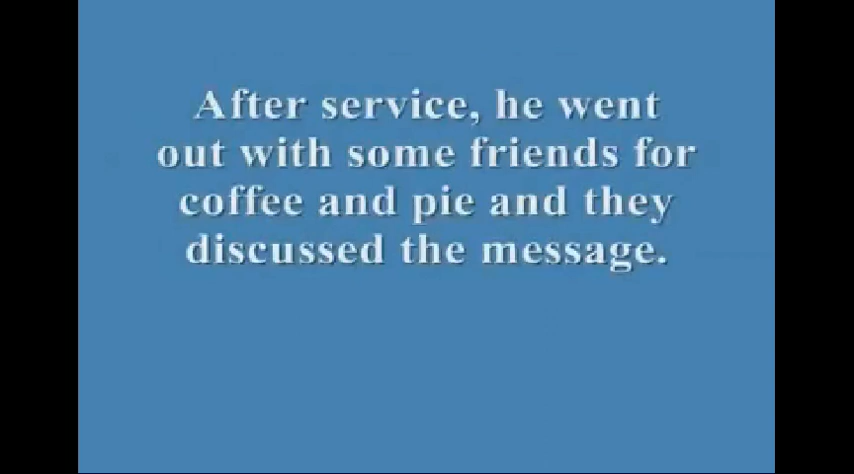 After service, he went
out with some friends for
coffee and pie and they
discussed the message.